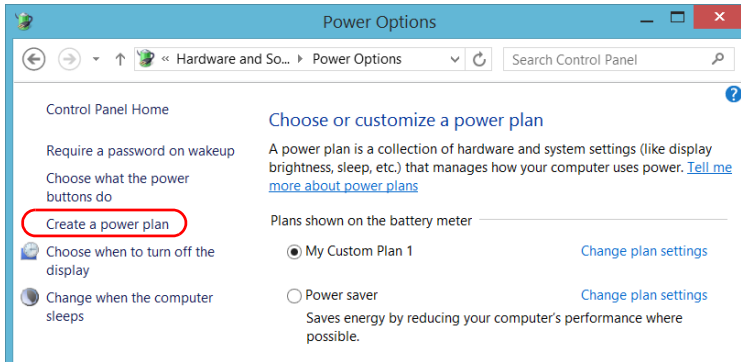 Power Options
« Hardware and So... Power Options
Search Control Panel
Control Panel Home
Require a password on wakeup
Choose what the power
buttons do
Create a power plan
Choose when to turn off the
display
Change when the computer
sleeps
?
Choose or customize a power plan
A power plan is a collection of hardware and system settings (like display
brightness, sleep, etc.) that manages how your computer uses power. Tell me
more about power plans
Plans shown on the battery meter
My Custom Plan 1 Change plan settings
Power saver Change plan settings
Saves energy by reducing your computer's performance where
possible.